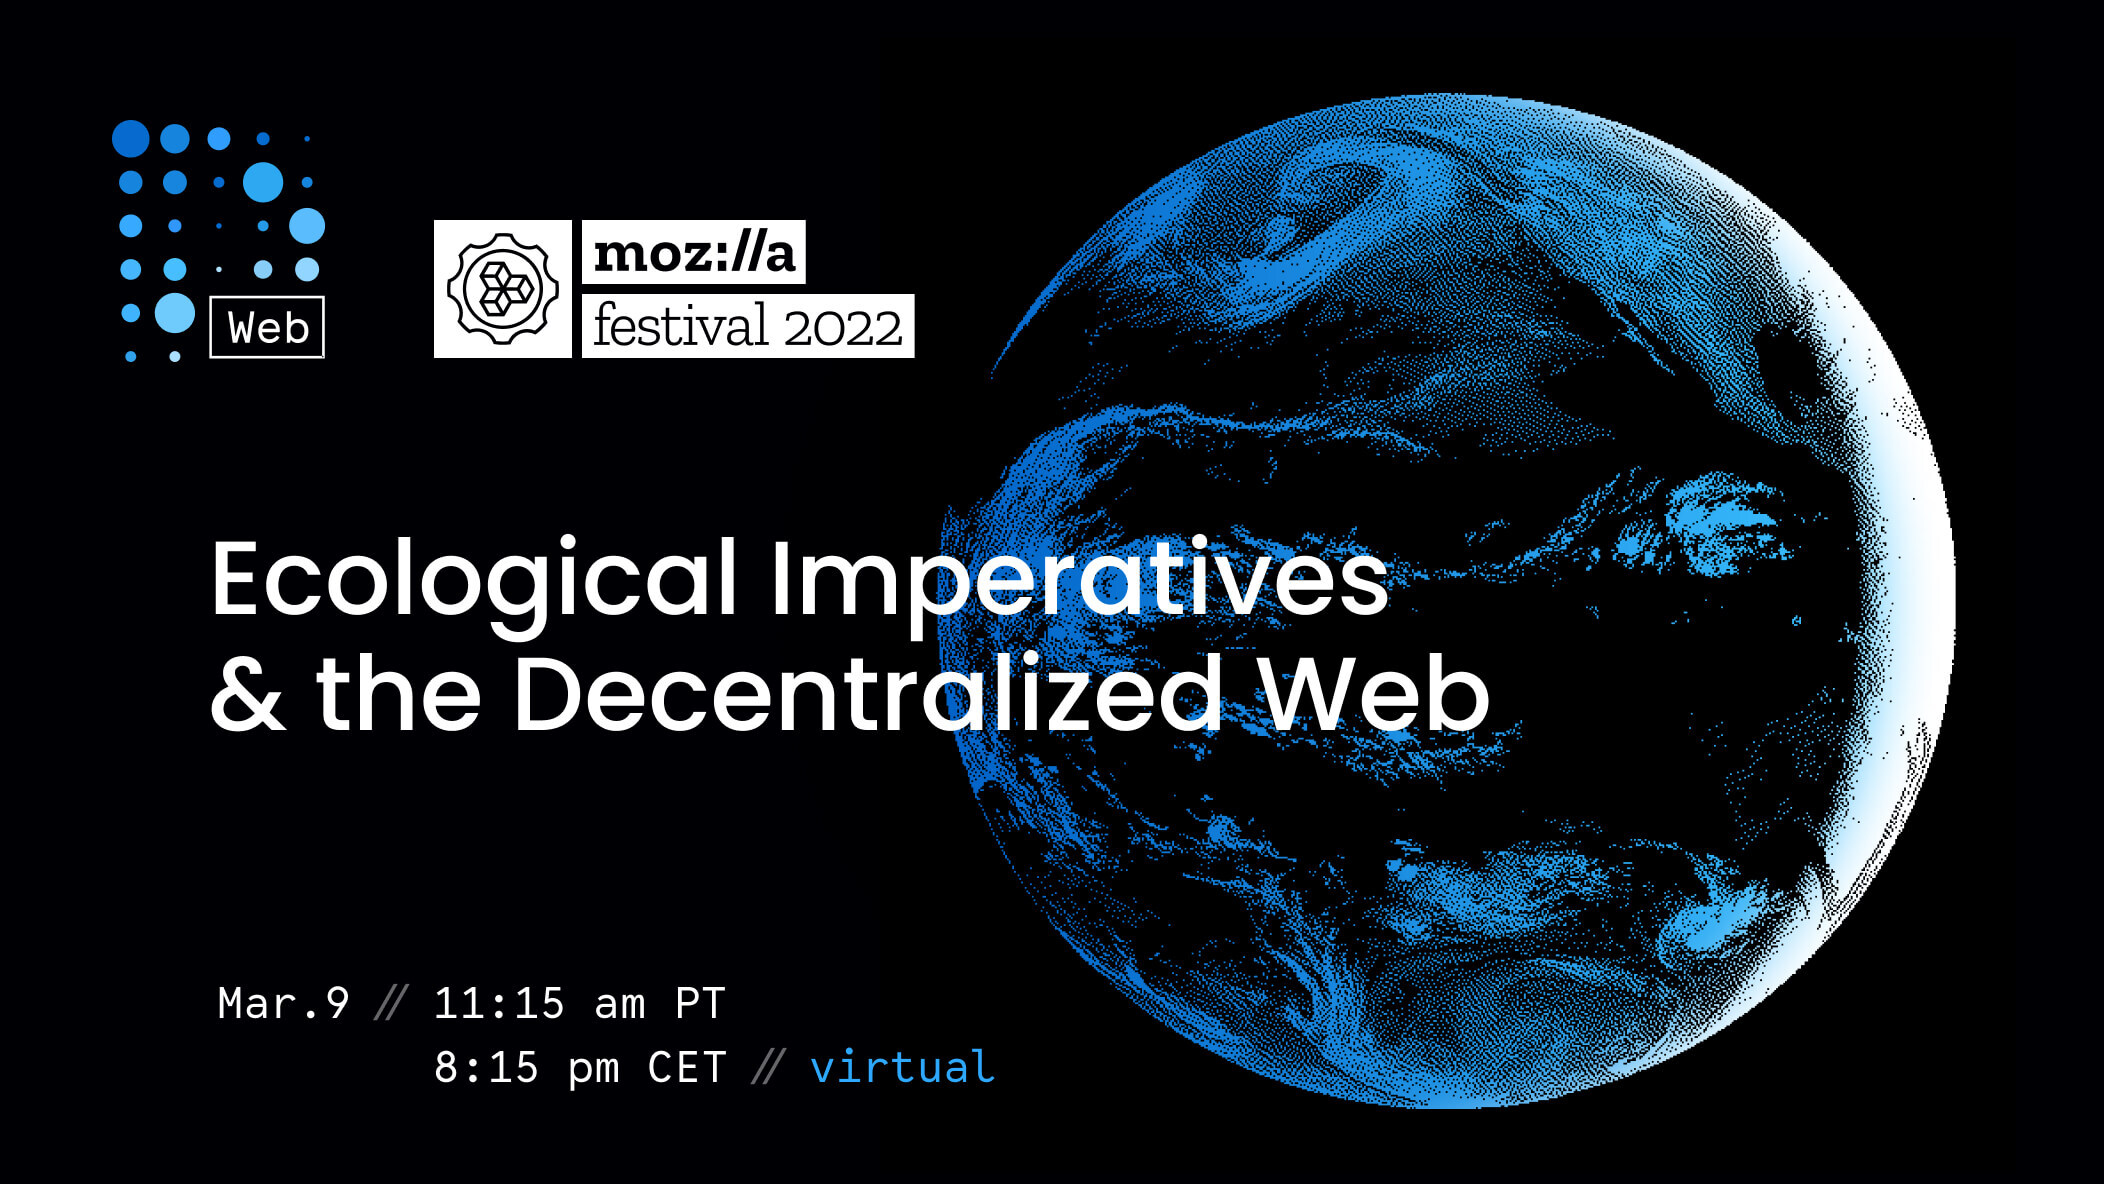 Web
moz://a
festival 2022
Ecological Imperatives
& the Decentralized Web
Mar.9 // 11:15 am PT
8:15 pm CET // virtual